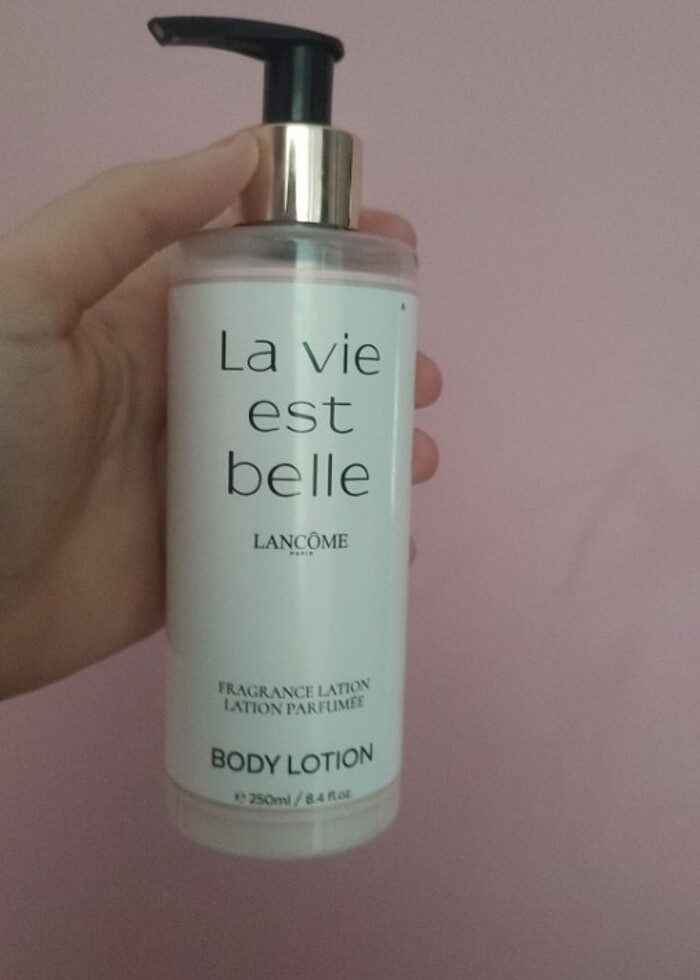 La vie
est
belle
LANCÔME
PARIS
FRAGRANCE LATION
LATION PARFUMÉE
BODY LOTION
℮ 250ml / 8.4 fl.oz.